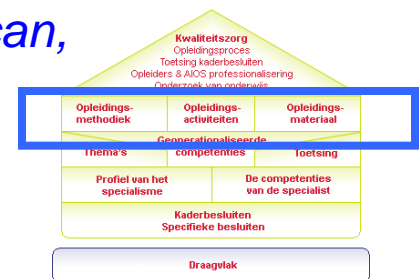 can,
Kwaliteitszorg
Opleidingsproces
Toetsing kaderbesluiten
Opleiders & AIOS professionalisering
Onderzoek van onderwijs
Opleidings-
methodiek
Opleidings-
activiteiten
Opleidings-
materiaal
Geoperationaliseerde
Thema's
competenties
Toetsing
Profiel van het
specialisme
De competenties
van de specialist
Kaderbesluiten
Specifieke besluiten
Draagvlak